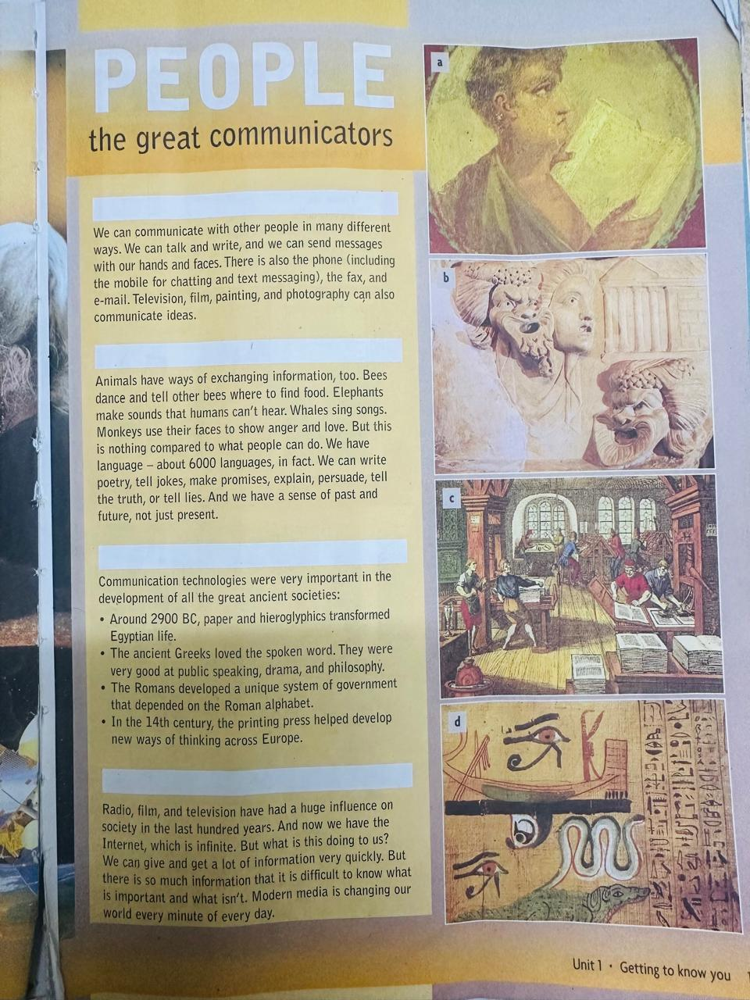 PEOPLE
the great communicators
We can communicate with other people in many different
ways. We can talk and write, and we can send messages
with our hands and faces. There is also the phone (including
the mobile for chatting and text messaging), the fax, and
e-mail. Television, film, painting, and photography can also
communicate ideas.
Animals have ways of exchanging information, too. Bees
dance and tell other bees where to find food. Elephants
make sounds that humans can't hear. Whales sing songs.
Monkeys use their faces to show anger and love. But this
is nothing compared to what people can do. We have
language – about 6000 languages, in fact. We can write
poetry, tell jokes, make promises, explain, persuade, tell
the truth, or tell lies. And we have a sense of past and
future, not just present.
Communication technologies were very important in the
development of all the great ancient societies:
• Around 2900 BC, paper and hieroglyphics transformed
Egyptian life.
• The ancient Greeks loved the spoken word. They were
very good at public speaking, drama, and philosophy.
• The Romans developed a unique system of government
that depended on the Roman alphabet.
• In the 14th century, the printing press helped develop
new ways of thinking across Europe.
Radio, film, and television have had a huge influence on
society in the last hundred years. And now we have the
Internet, which is infinite. But what is this doing to us?
We can give and get a lot of information very quickly. But
there is so much information that it is difficult to know what
is important and what isn't. Modern media is changing our
world every minute of every day.
a
b
c
d
Unit 1 · Getting to know you